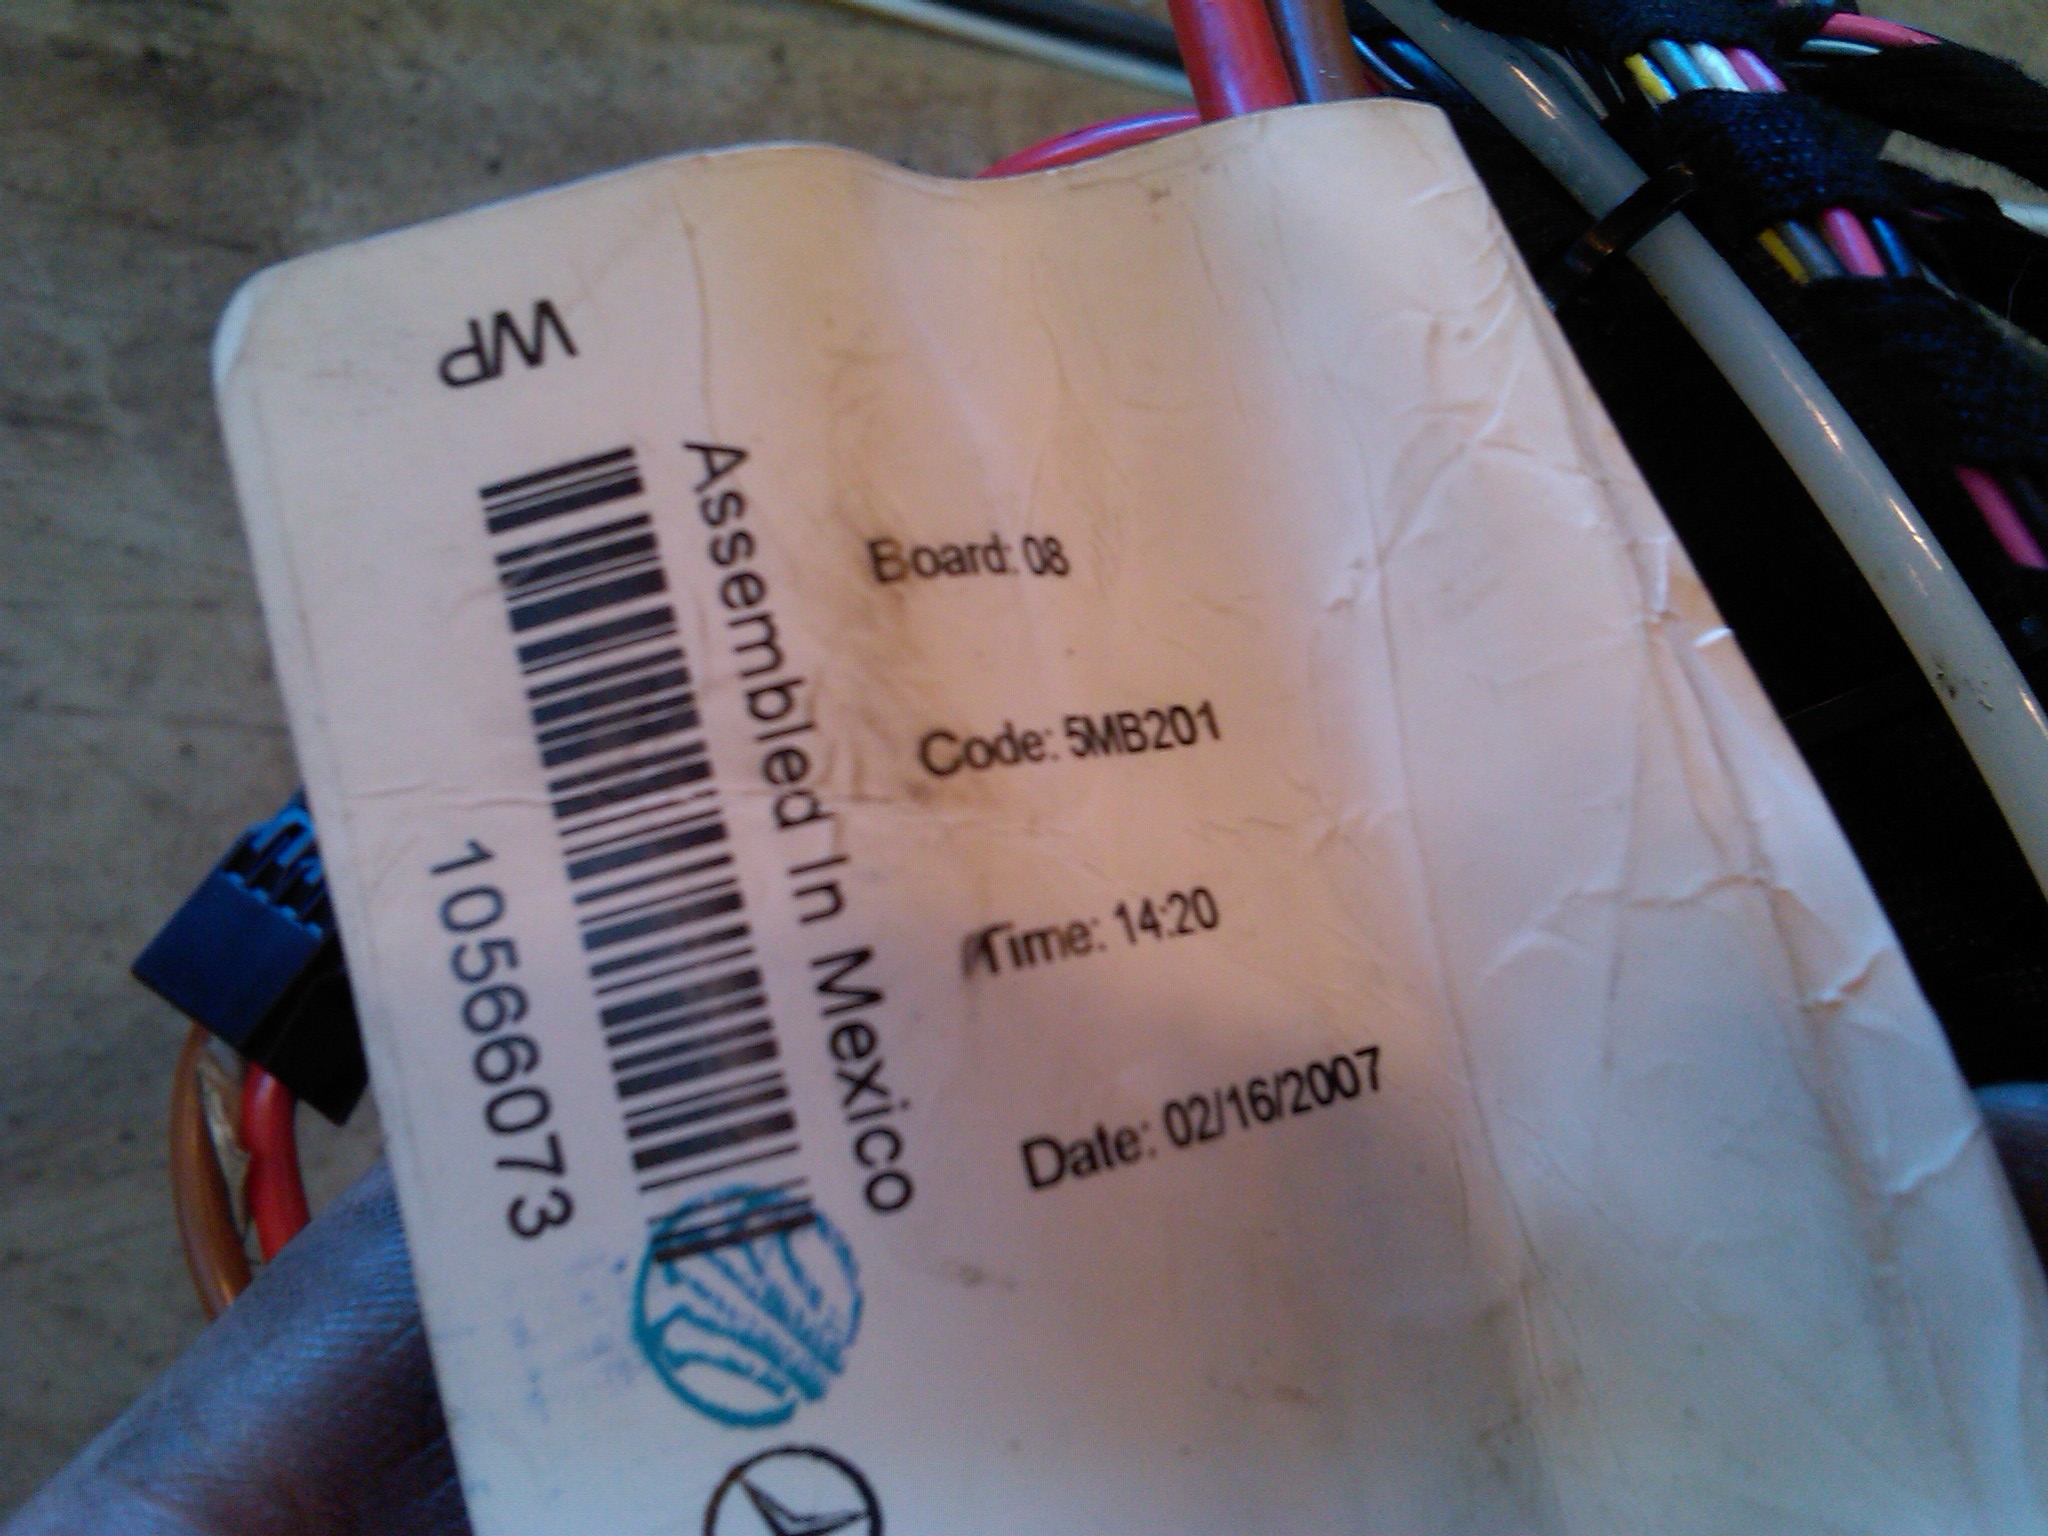 WP
Assembled In Mexico
10566073
Board: 08
Code: 5MB201
Time: 14:20
Date: 02/16/2007